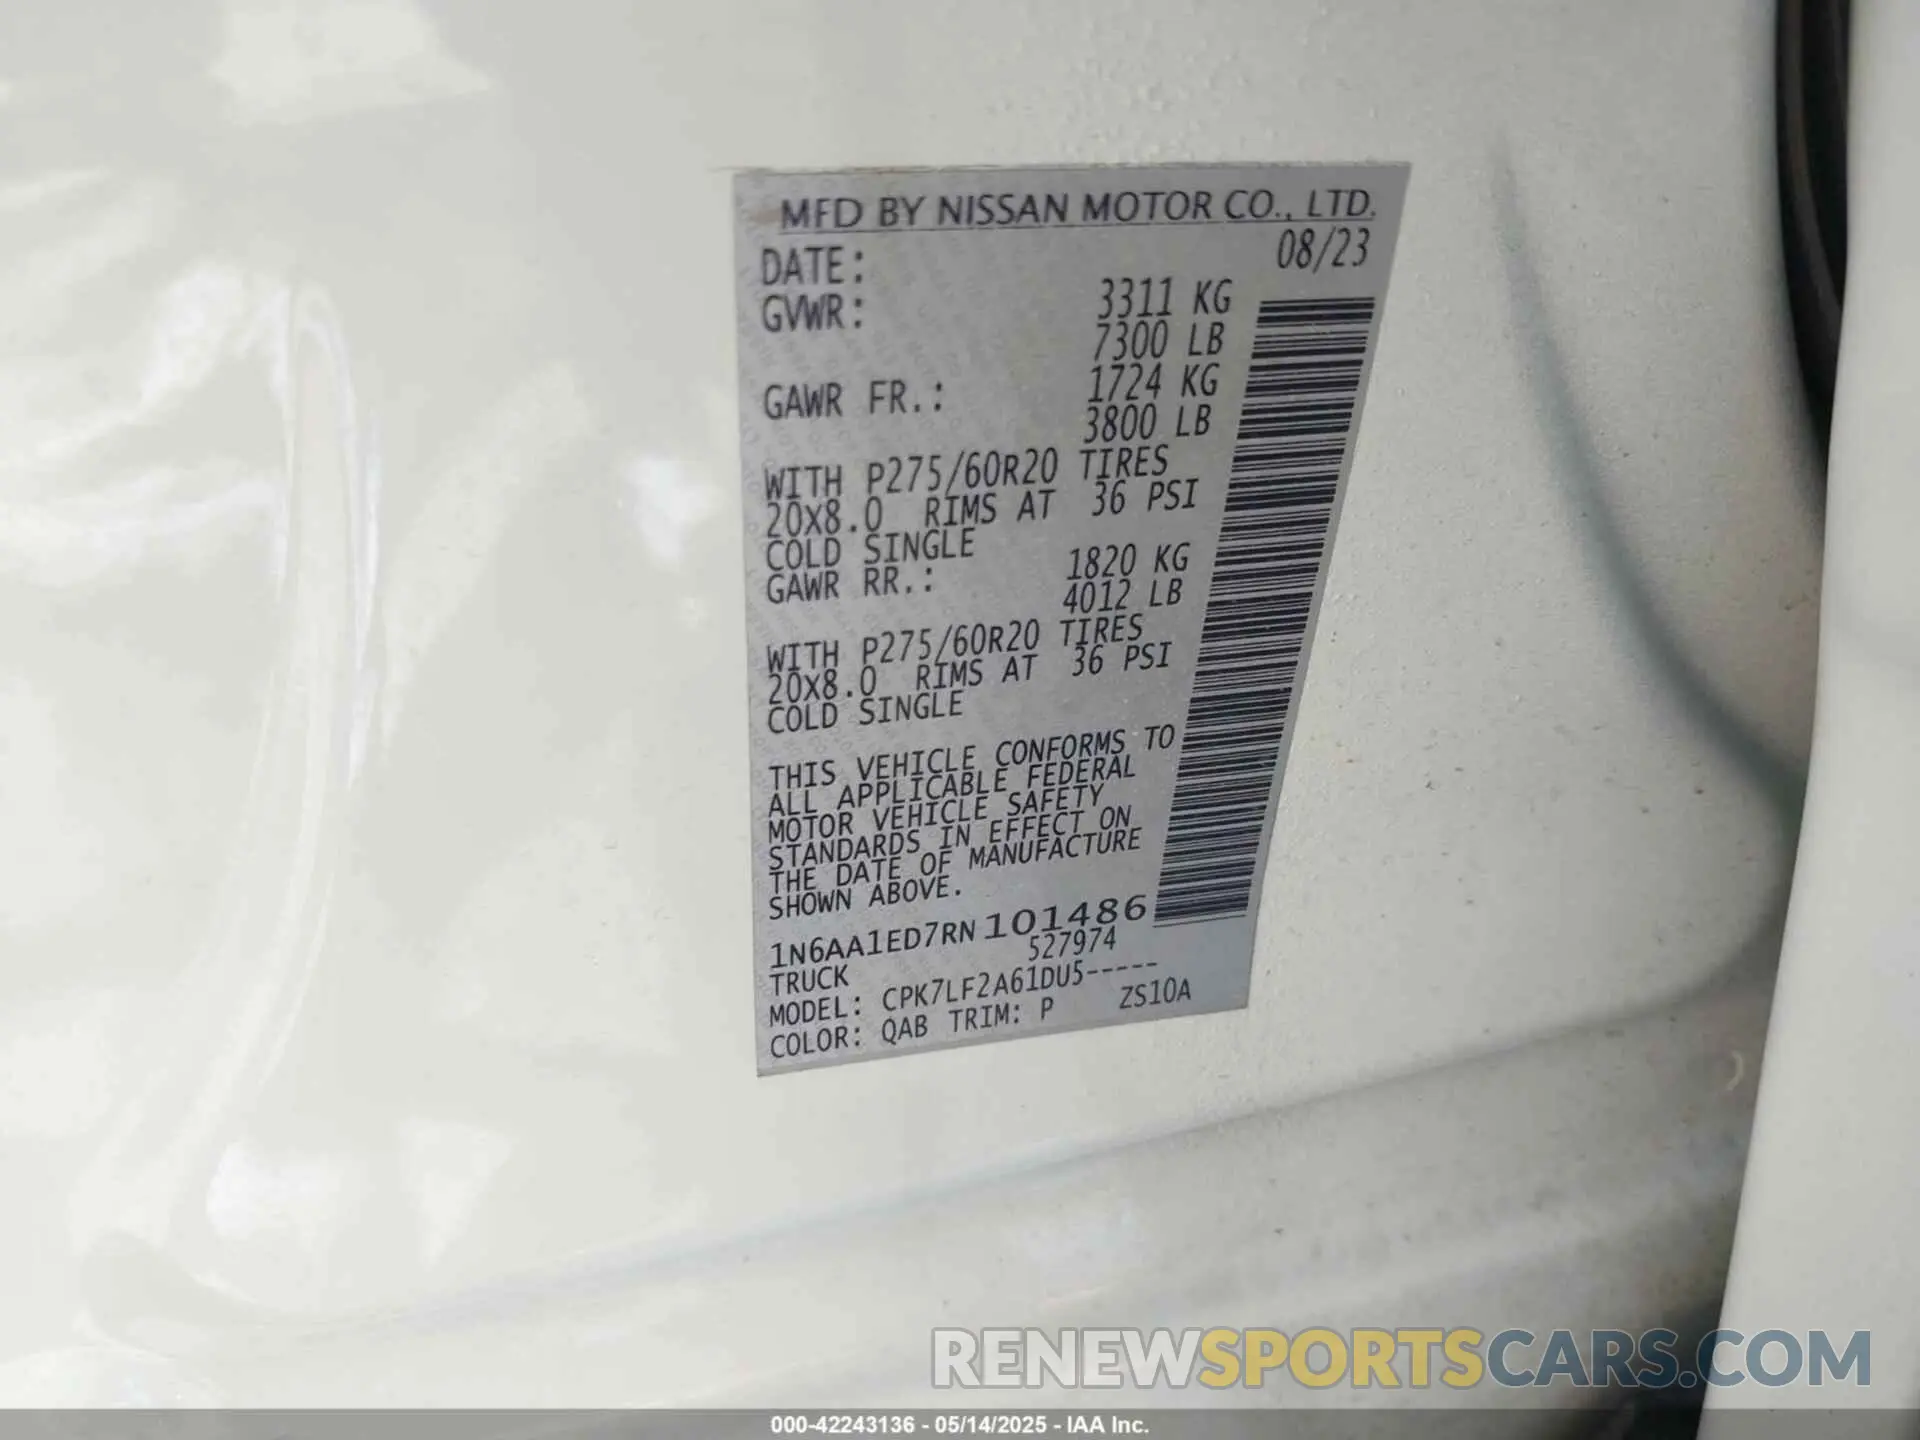 MFD BY NISSAN MOTOR CO., LTD.
DATE: 08/23
GVWR: 3311 KG
7300 LB
GAWR FR.: 1724 KG
3800 LB
WITH P275/60R20 TIRES
20X8.0 RIMS AT 36 PSI
COLD SINGLE
GAWR RR.: 1820 KG
4012 LB
WITH P275/60R20 TIRES
20X8.0 RIMS AT 36 PSI
COLD SINGLE
THIS VEHICLE CONFORMS TO
ALL APPLICABLE FEDERAL
MOTOR VEHICLE SAFETY
STANDARDS IN EFFECT ON
THE DATE OF MANUFACTURE
SHOWN ABOVE.
1N6AA1ED7RN101486
TRUCK 527974
MODEL: CPK7LF2A61DU5-----
COLOR: QAB TRIM: P ZS10A
RENEWSPORTSCARS.COM
000-42243136 - 05/14/2025 - IAA Inc.